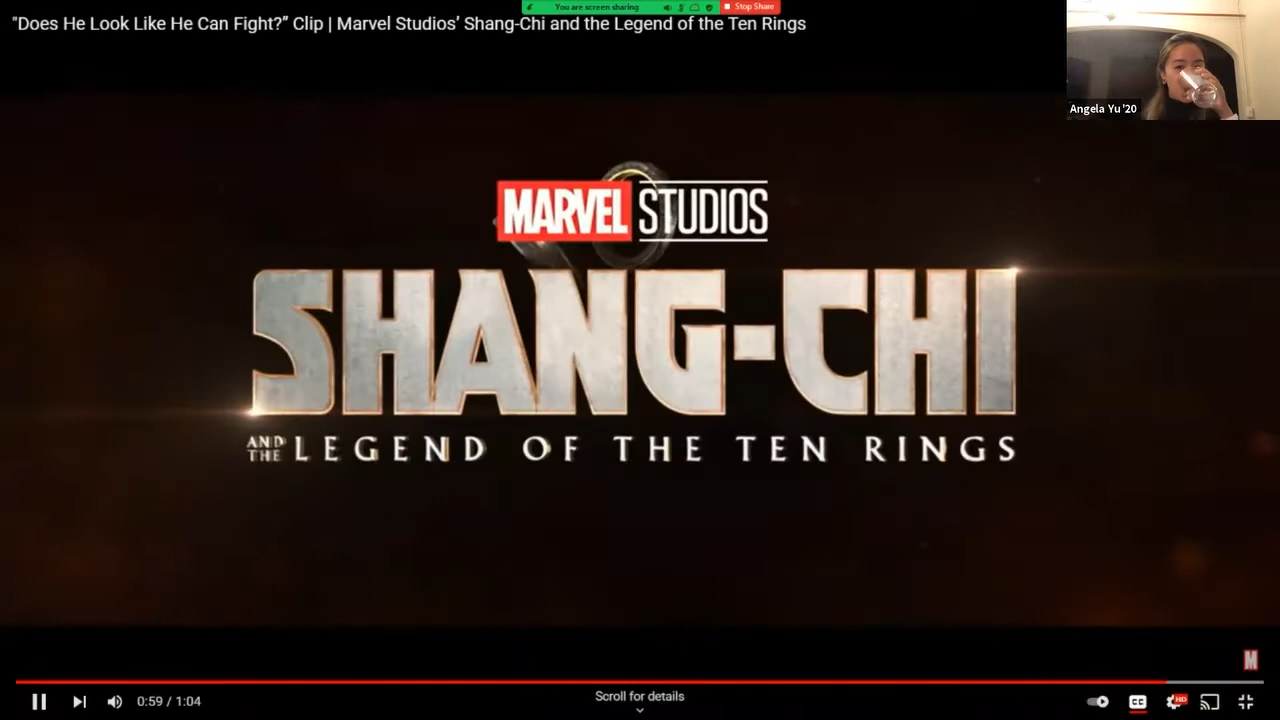 You are screen sharing
Stop Share
"Does He Look Like He Can Fight?" Clip | Marvel Studios' Shang-Chi and the Legend of the Ten Rings
Angela Yu '20
MARVEL STUDIOS
SHANG-CHI
AND THE LEGEND OF THE TEN RINGS
M
0:59 / 1:04
Scroll for details
CC
HD